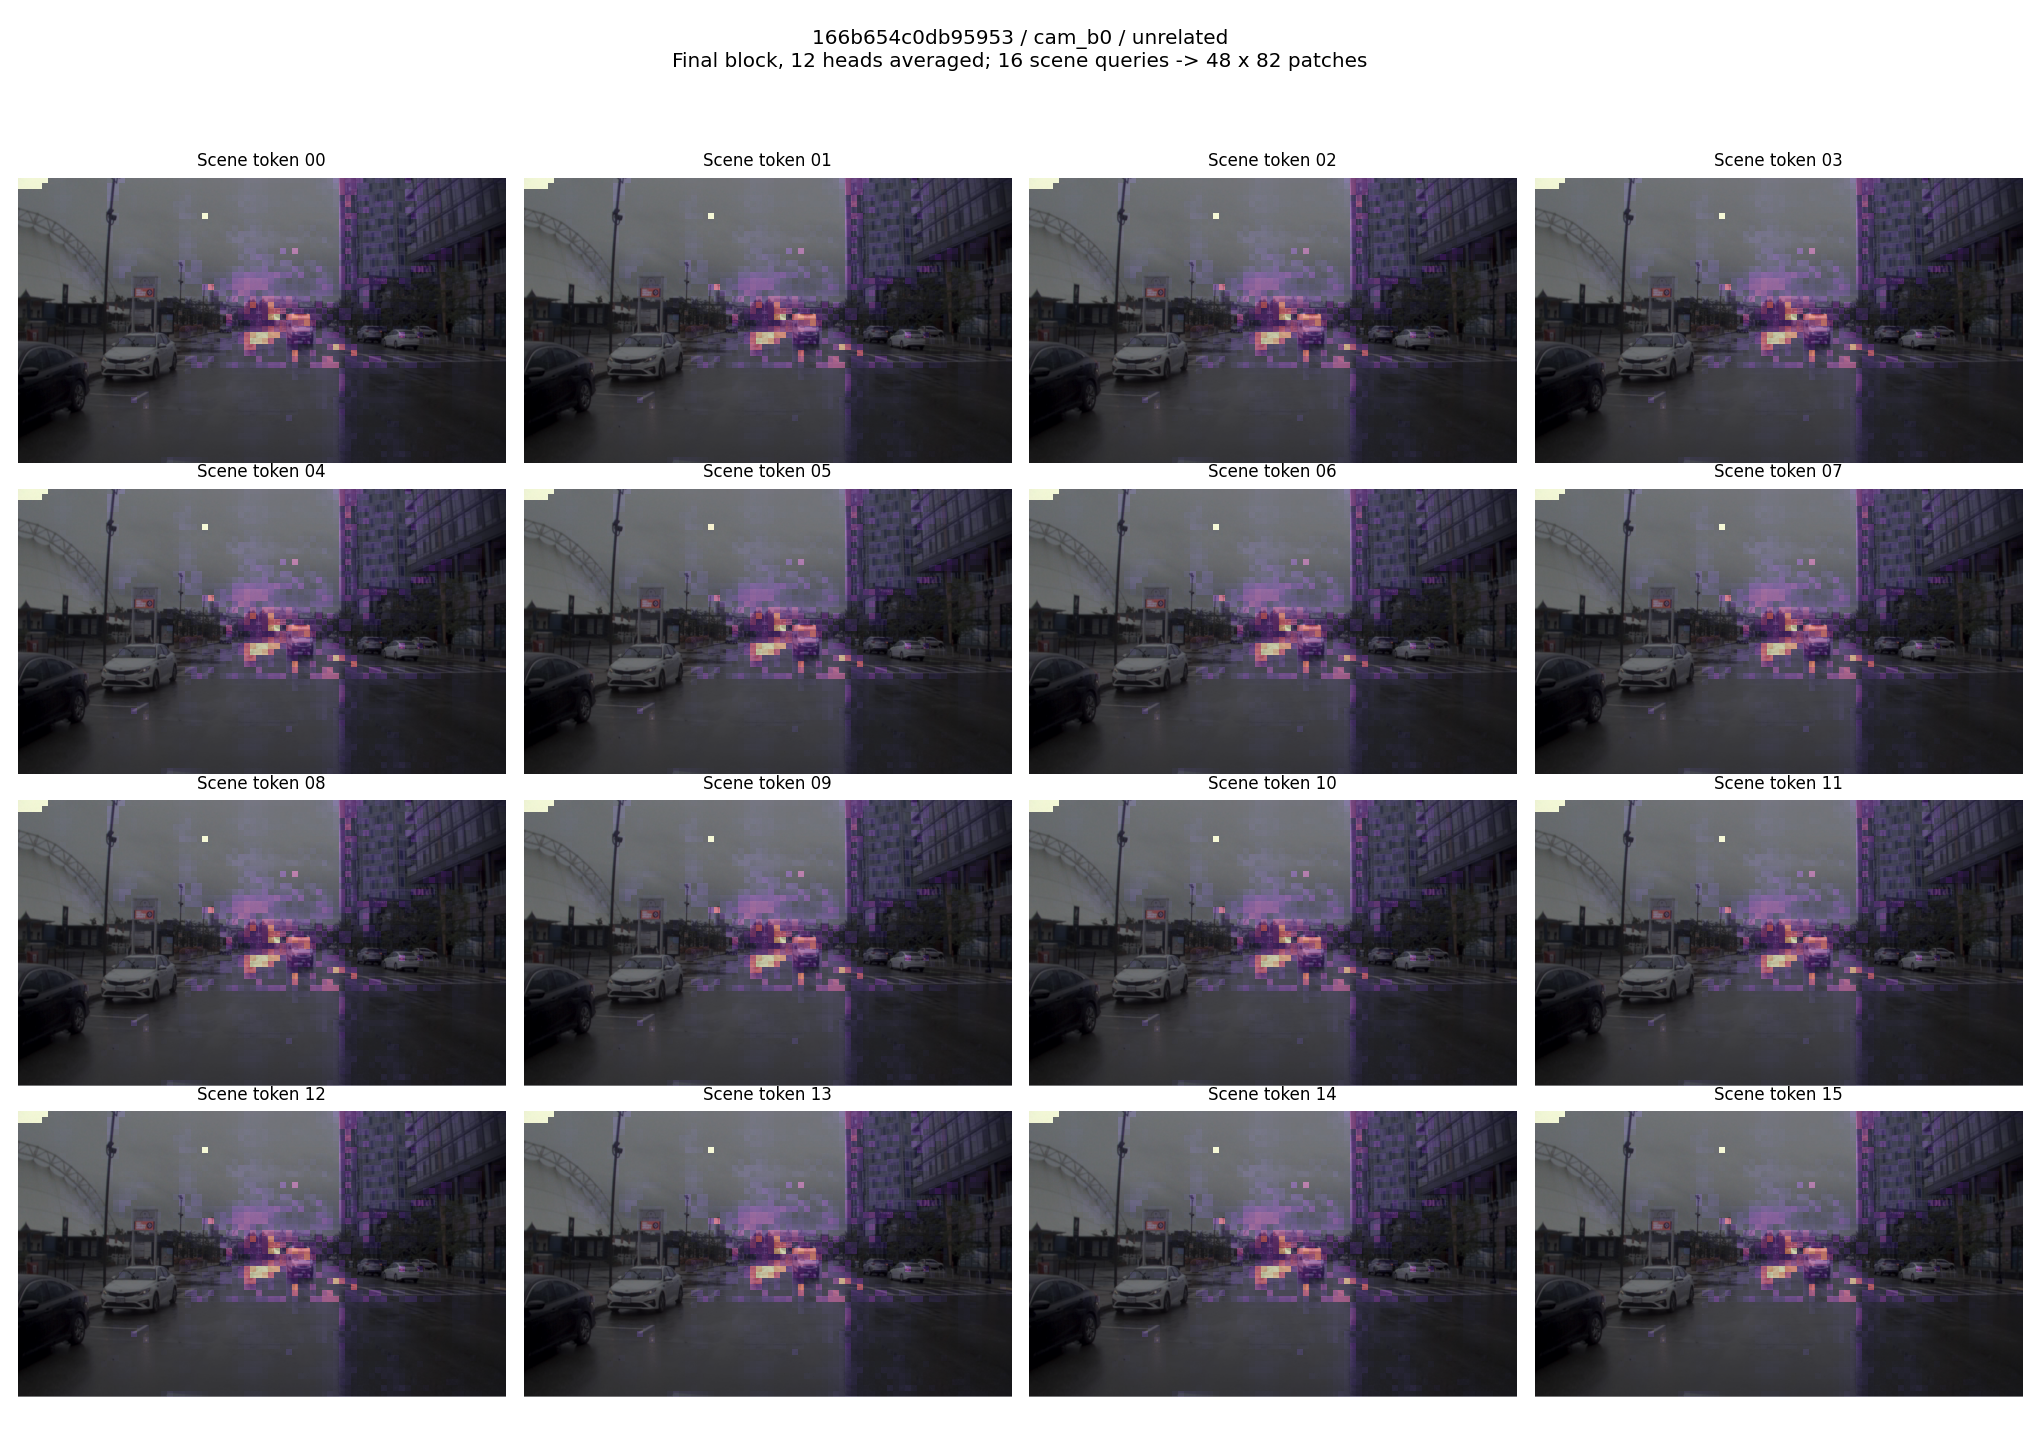 166b654c0db95953 / cam_b0 / unrelated
Final block, 12 heads averaged; 16 scene queries -> 48 x 82 patches
Scene token 00
Scene token 01
Scene token 02
Scene token 03
Scene token 04
Scene token 05
Scene token 06
Scene token 07
Scene token 08
Scene token 09
Scene token 10
Scene token 11
Scene token 12
Scene token 13
Scene token 14
Scene token 15